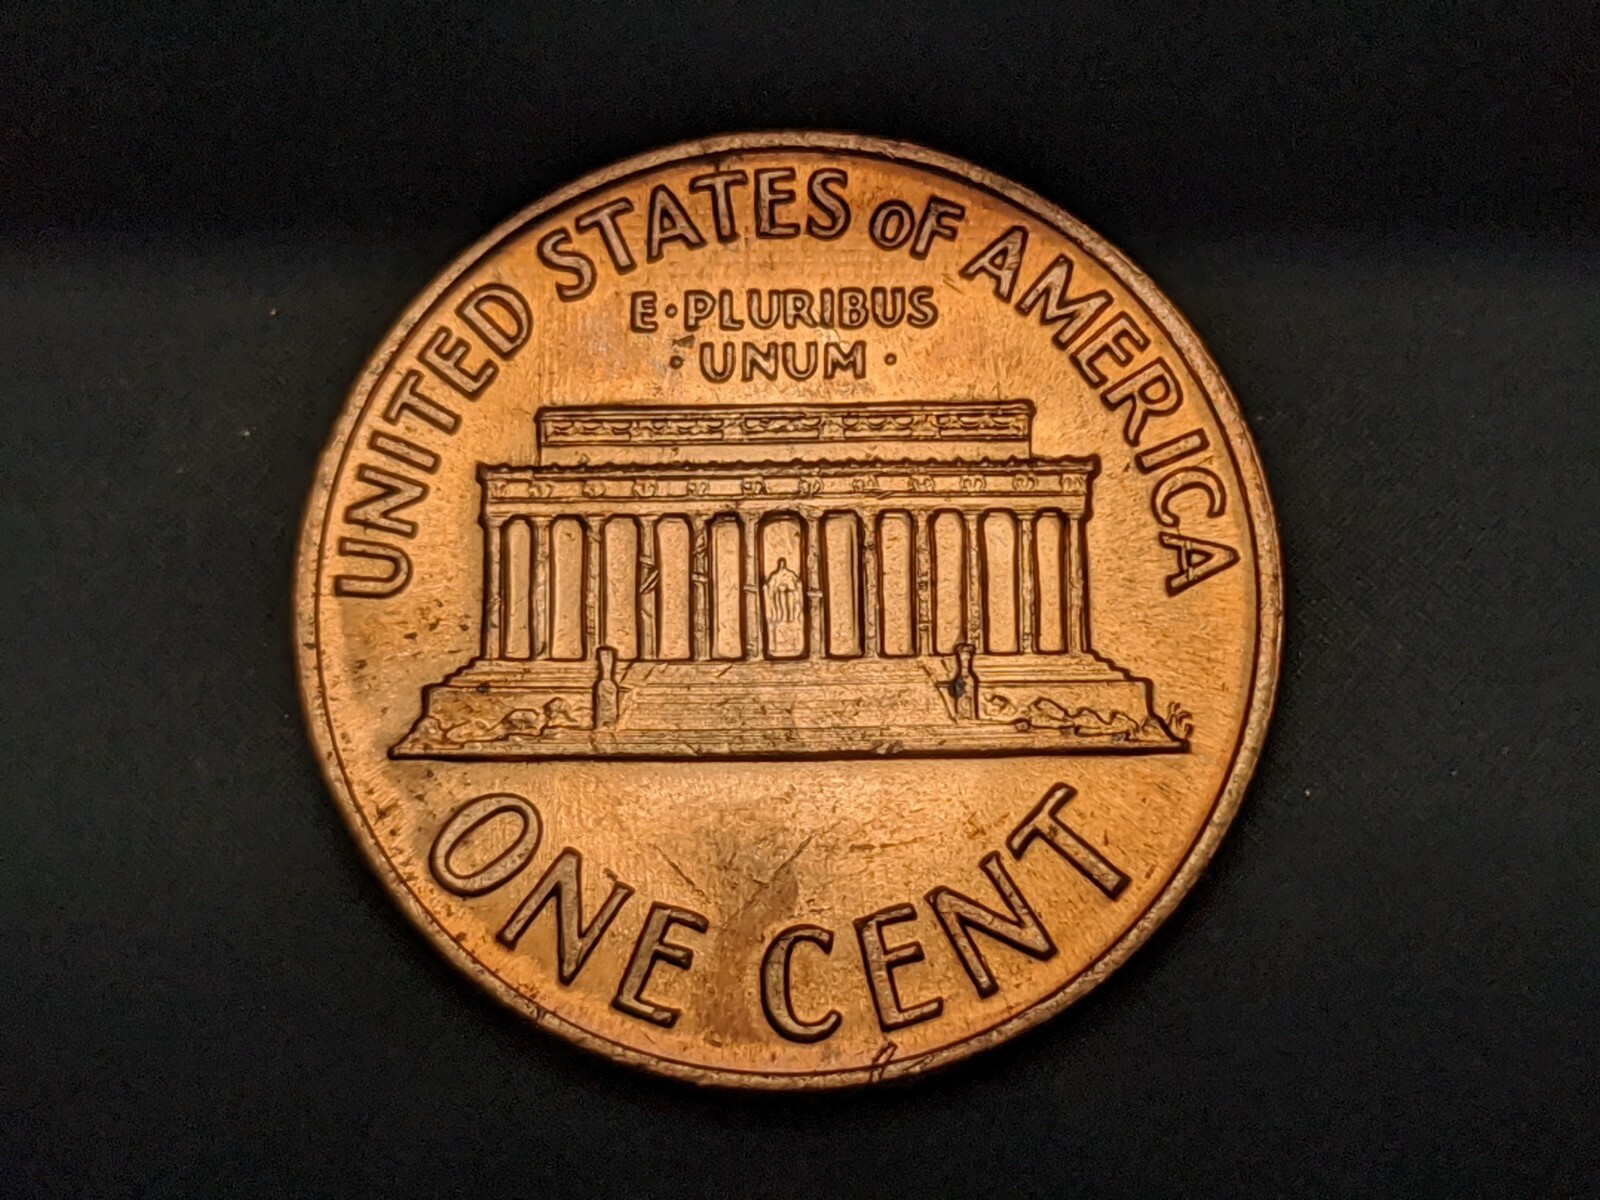 UNITED STATES OF AMERICA
E·PLURIBUS
·UNUM·
ONE CENT